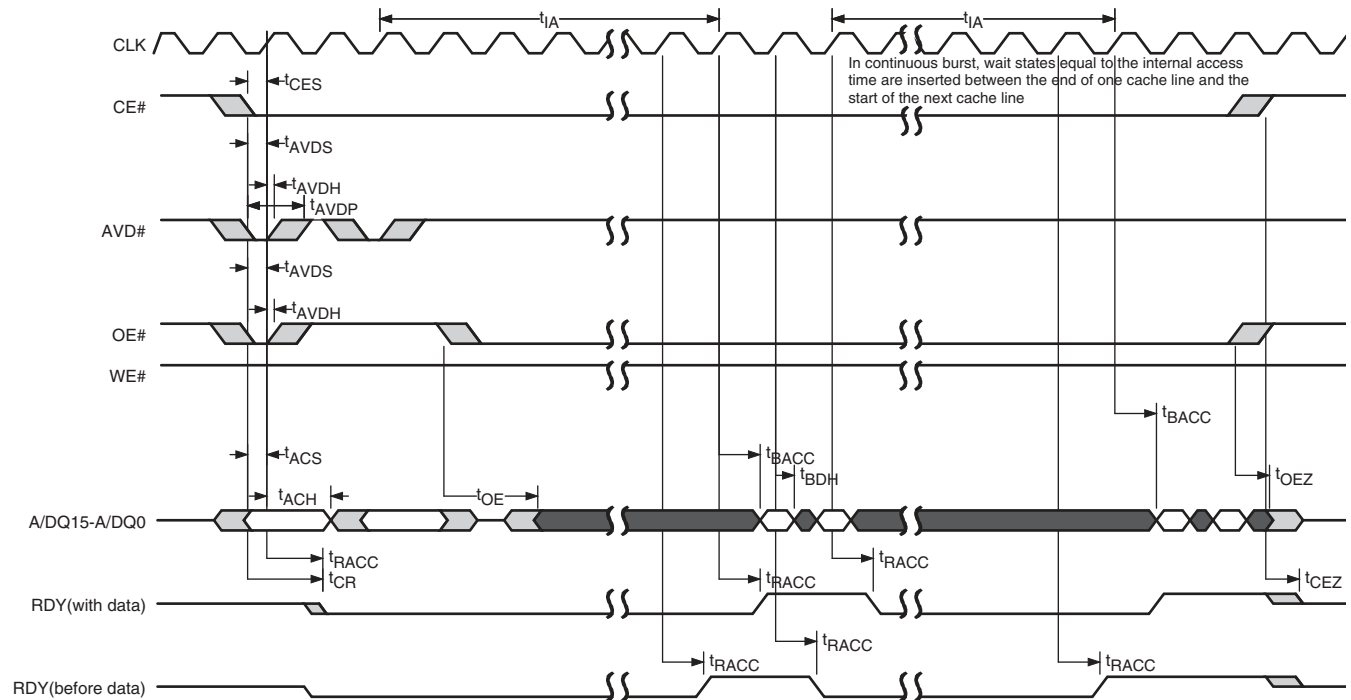 tIA
tIA
CLK
In continuous burst, wait states equal to the internal access
time are inserted between the end of one cache line and the
start of the next cache line
tCES
CE#
tAVDS
tAVDH
tAVDP
AVD#
tAVDS
tAVDH
OE#
WE#
tBACC
tACS
tBACC
tBDH
tOEZ
tACH
tOE
A/DQ15-A/DQ0
tRACC
tRACC
tCR
tRACC
tCEZ
RDY(with data)
tRACC
tRACC
tRACC
RDY(before data)